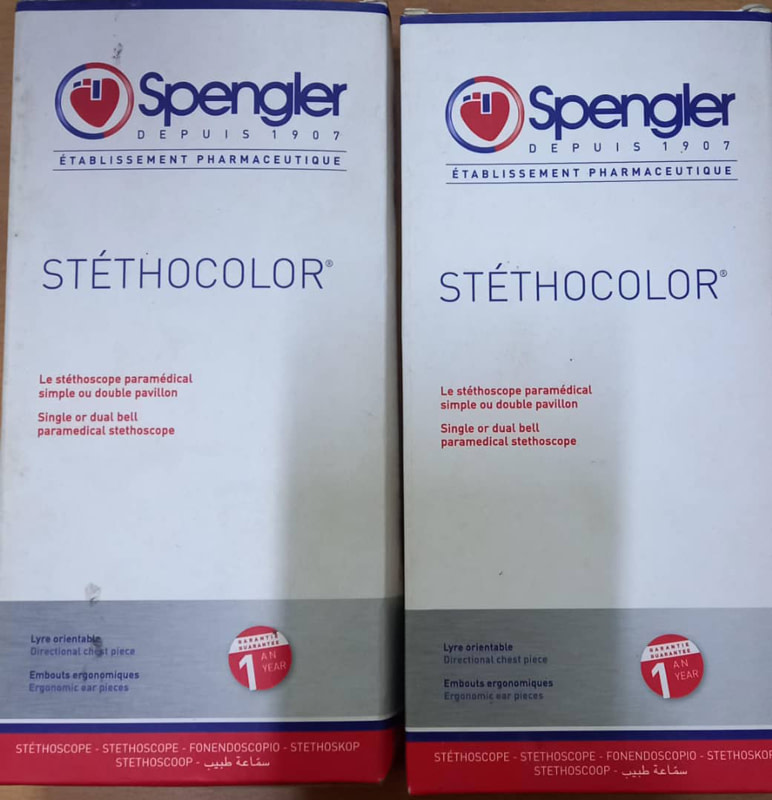 Spengler
DEPUIS 1907
ÉTABLISSEMENT PHARMACEUTIQUE
STÉTHOCOLOR®
Le stéthoscope paramédical
simple ou double pavillon
Single or dual bell
paramedical stethoscope
Lyre orientable
Directional chest piece
Embouts ergonomiques
Ergonomic ear pieces
GARANTIE
GUARANTEE
1 AN
YEAR
STÉTHOSCOPE - STETHOSCOPE - FONENDOSCOPIO - STETHOSKOP
STETHOSCOOP - سمّاعة طبيب
Spengler
DEPUIS 1907
ÉTABLISSEMENT PHARMACEUTIQUE
STÉTHOCOLOR®
Le stéthoscope paramédical
simple ou double pavillon
Single or dual bell
paramedical stethoscope
Lyre orientable
Directional chest piece
Embouts ergonomiques
Ergonomic ear pieces
GARANTIE
GUARANTEE
1 AN
YEAR
STÉTHOSCOPE - STETHOSCOPE - FONENDOSCOPIO - STETHOSKOP
STETHOSCOOP - سمّاعة طبيب